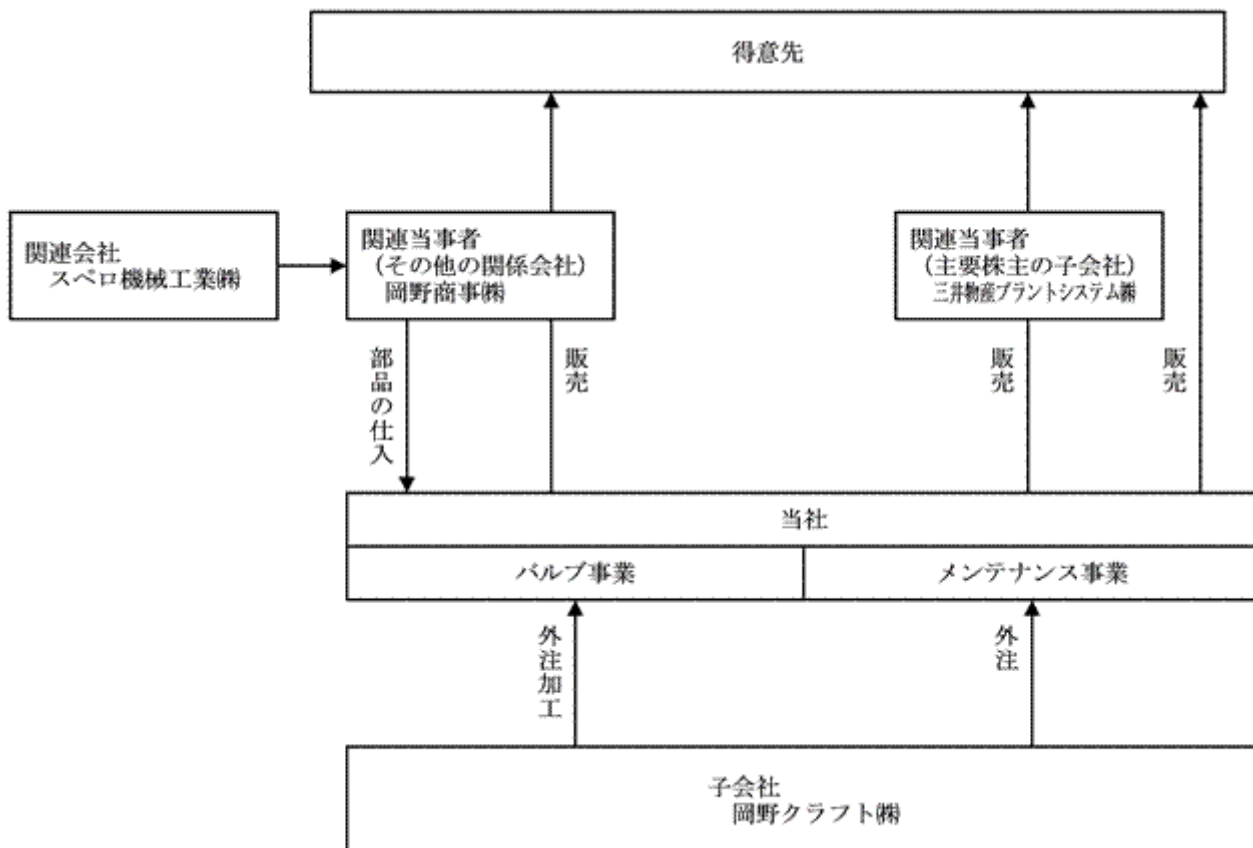 得意先
関連会社
スペロ機械工業㈱
関連当事者
（その他の関係会社）
岡野商事㈱
関連当事者
（主要株主の子会社）
三井物産プラントシステム㈱
部品の仕入
販売
販売
販売
当社
バルブ事業
メンテナンス事業
外注加工
外注
子会社
岡野クラフト㈱